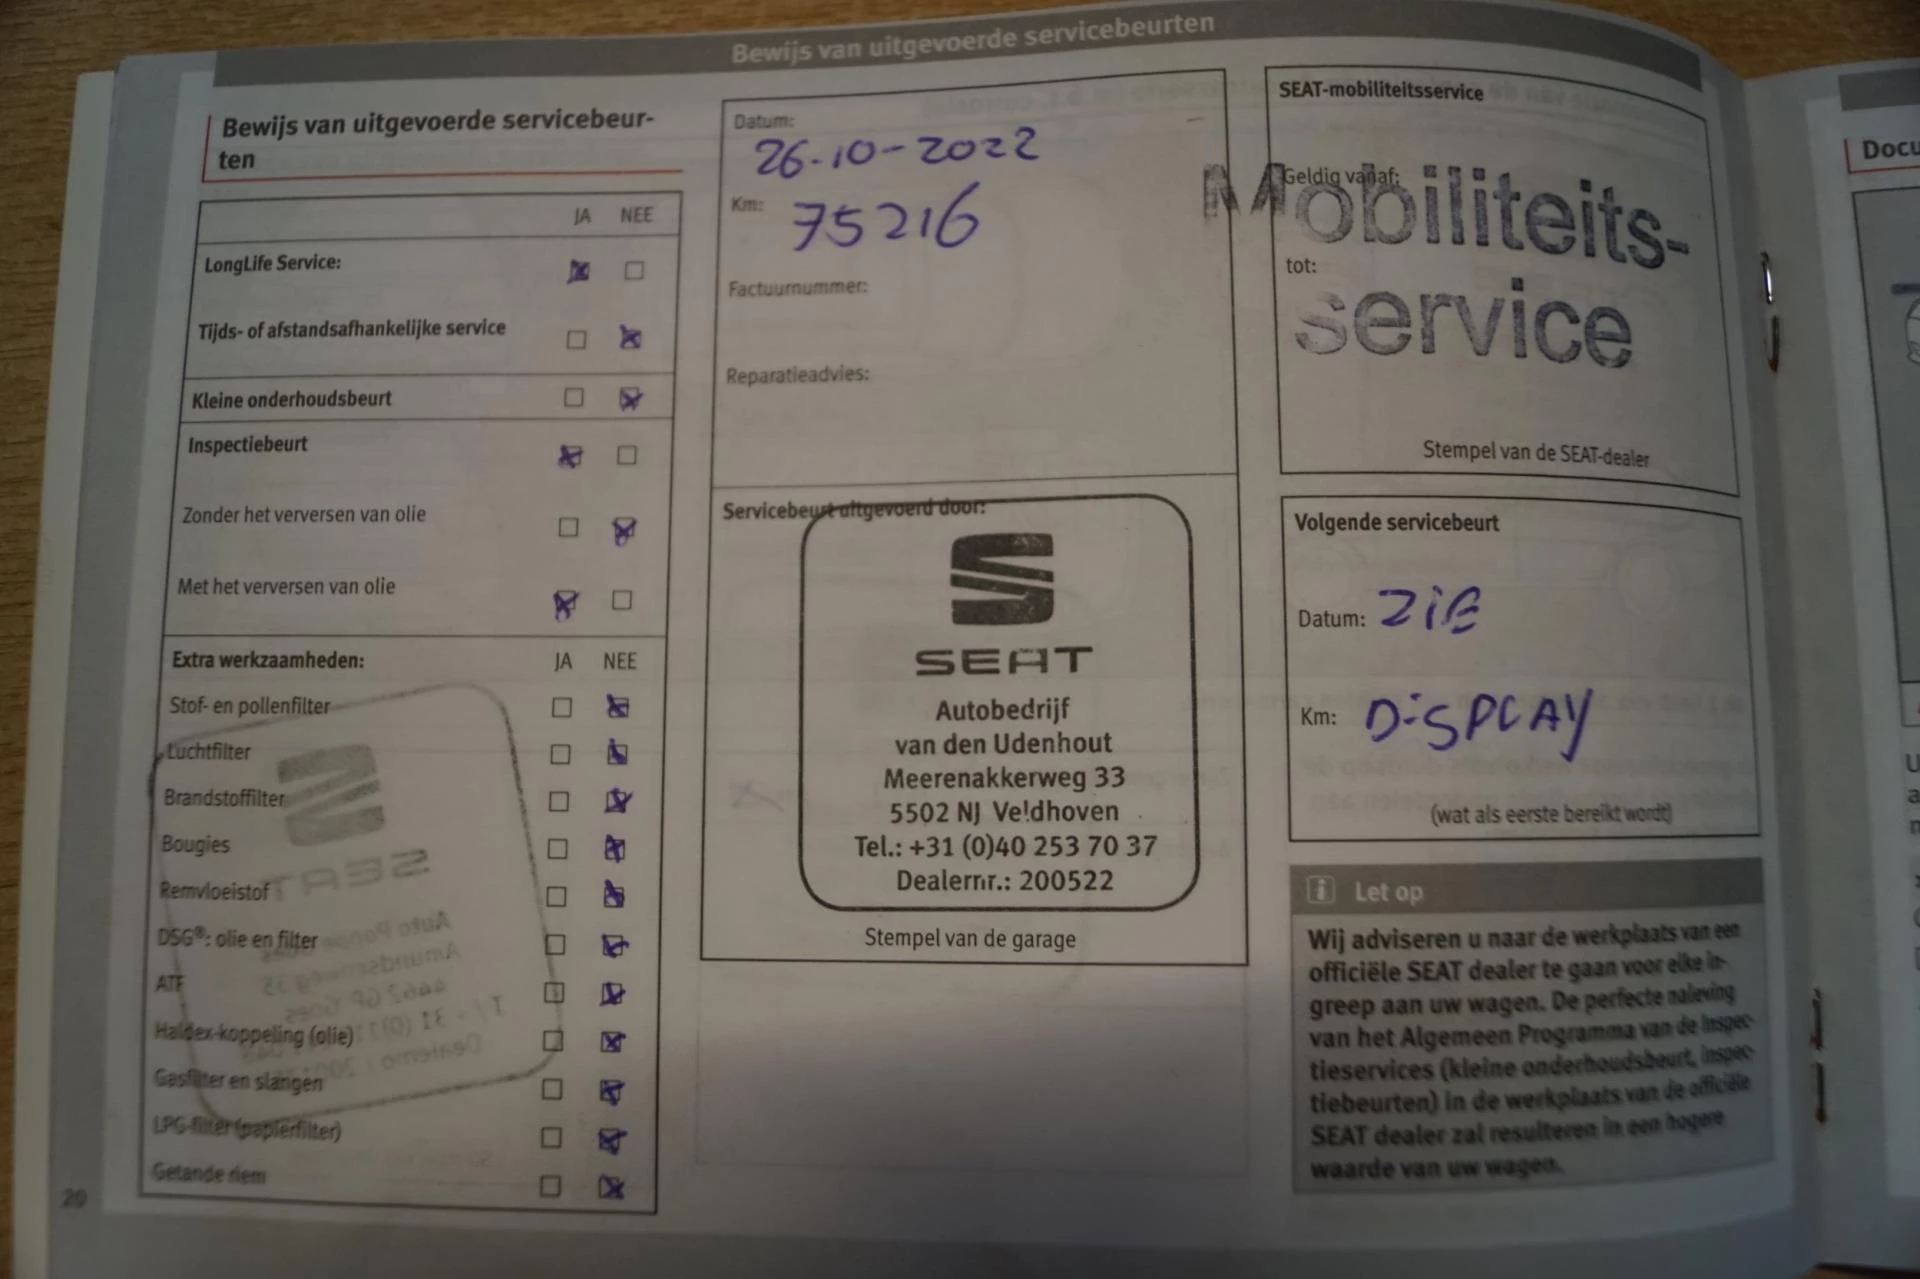 Bewijs van uitgevoerde servicebeurten
Bewijs van uitgevoerde servicebeur-
ten
JA NEE
LongLife Service:
Tijds- of afstandsafhankelijke service
Kleine onderhoudsbeurt
Inspectiebeurt
Zonder het verversen van olie
Met het verversen van olie
Extra werkzaamheden: JA NEE
Stof- en pollenfilter
Luchtfilter
Brandstoffilter
Bougies
Remvloeistof
DSG®: olie en filter
ATF
Haldex-koppeling (olie)
Gasfilter en slangen
LPG-filter (papierfilter)
Getande riem
20
Datum:
26-10-2022
Km: 75216
Factuurnummer:
Reparatieadvies:
Servicebeurt uitgevoerd door:
SEAT
Autobedrijf
van den Udenhout
Meerenakkerweg 33
5502 NJ Veldhoven
Tel.: +31 (0)40 253 70 37
Dealernr.: 200522
Stempel van de garage
SEAT-mobiliteitsservice
Geldig vanaf:
Mobiliteits-
tot:
service
Stempel van de SEAT-dealer
Volgende servicebeurt
Datum: ZIE
Km: DISPLAY
(wat als eerste bereikt wordt)
Let op
Wij adviseren u naar de werkplaats van een
officiële SEAT dealer te gaan voor elke in-
greep aan uw wagen. De perfecte naleving
van het Algemeen Programma van de Inspec-
tieservices (kleine onderhoudsbeurt, inspec-
tiebeurten) in de werkplaats van de officiële
SEAT dealer zal resulteren in een hogere
waarde van uw wagen.
Docu